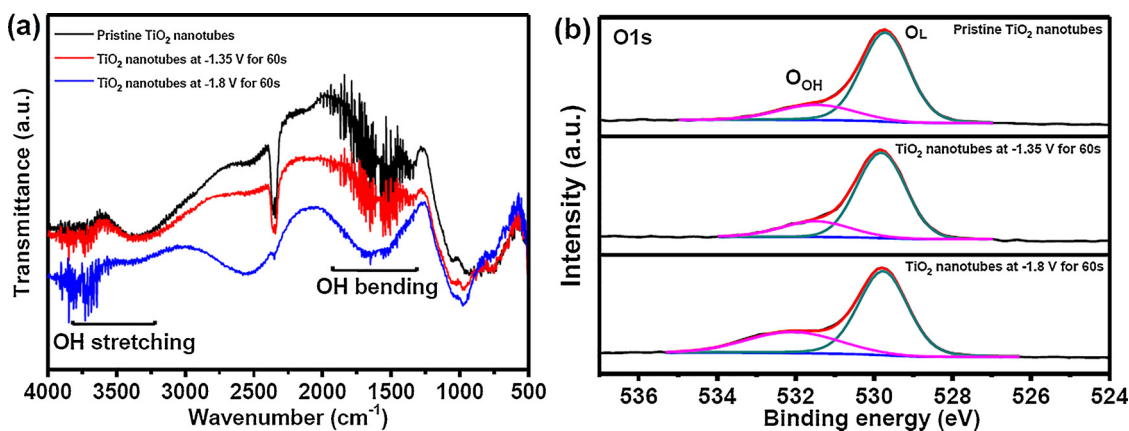 (a)
Pristine TiO₂ nanotubes
TiO₂ nanotubes at -1.35 V for 60s
TiO₂ nanotubes at -1.8 V for 60s
Transmittance (a.u.)
OH bending
OH stretching
4000 3500 3000 2500 2000 1500 1000 500
Wavenumber (cm⁻¹)
(b)
O1s
O_L
Pristine TiO₂ nanotubes
O_OH
TiO₂ nanotubes at -1.35 V for 60s
TiO₂ nanotubes at -1.8 V for 60s
Intensity (a.u.)
536 534 532 530 528 526 524
Binding energy (eV)